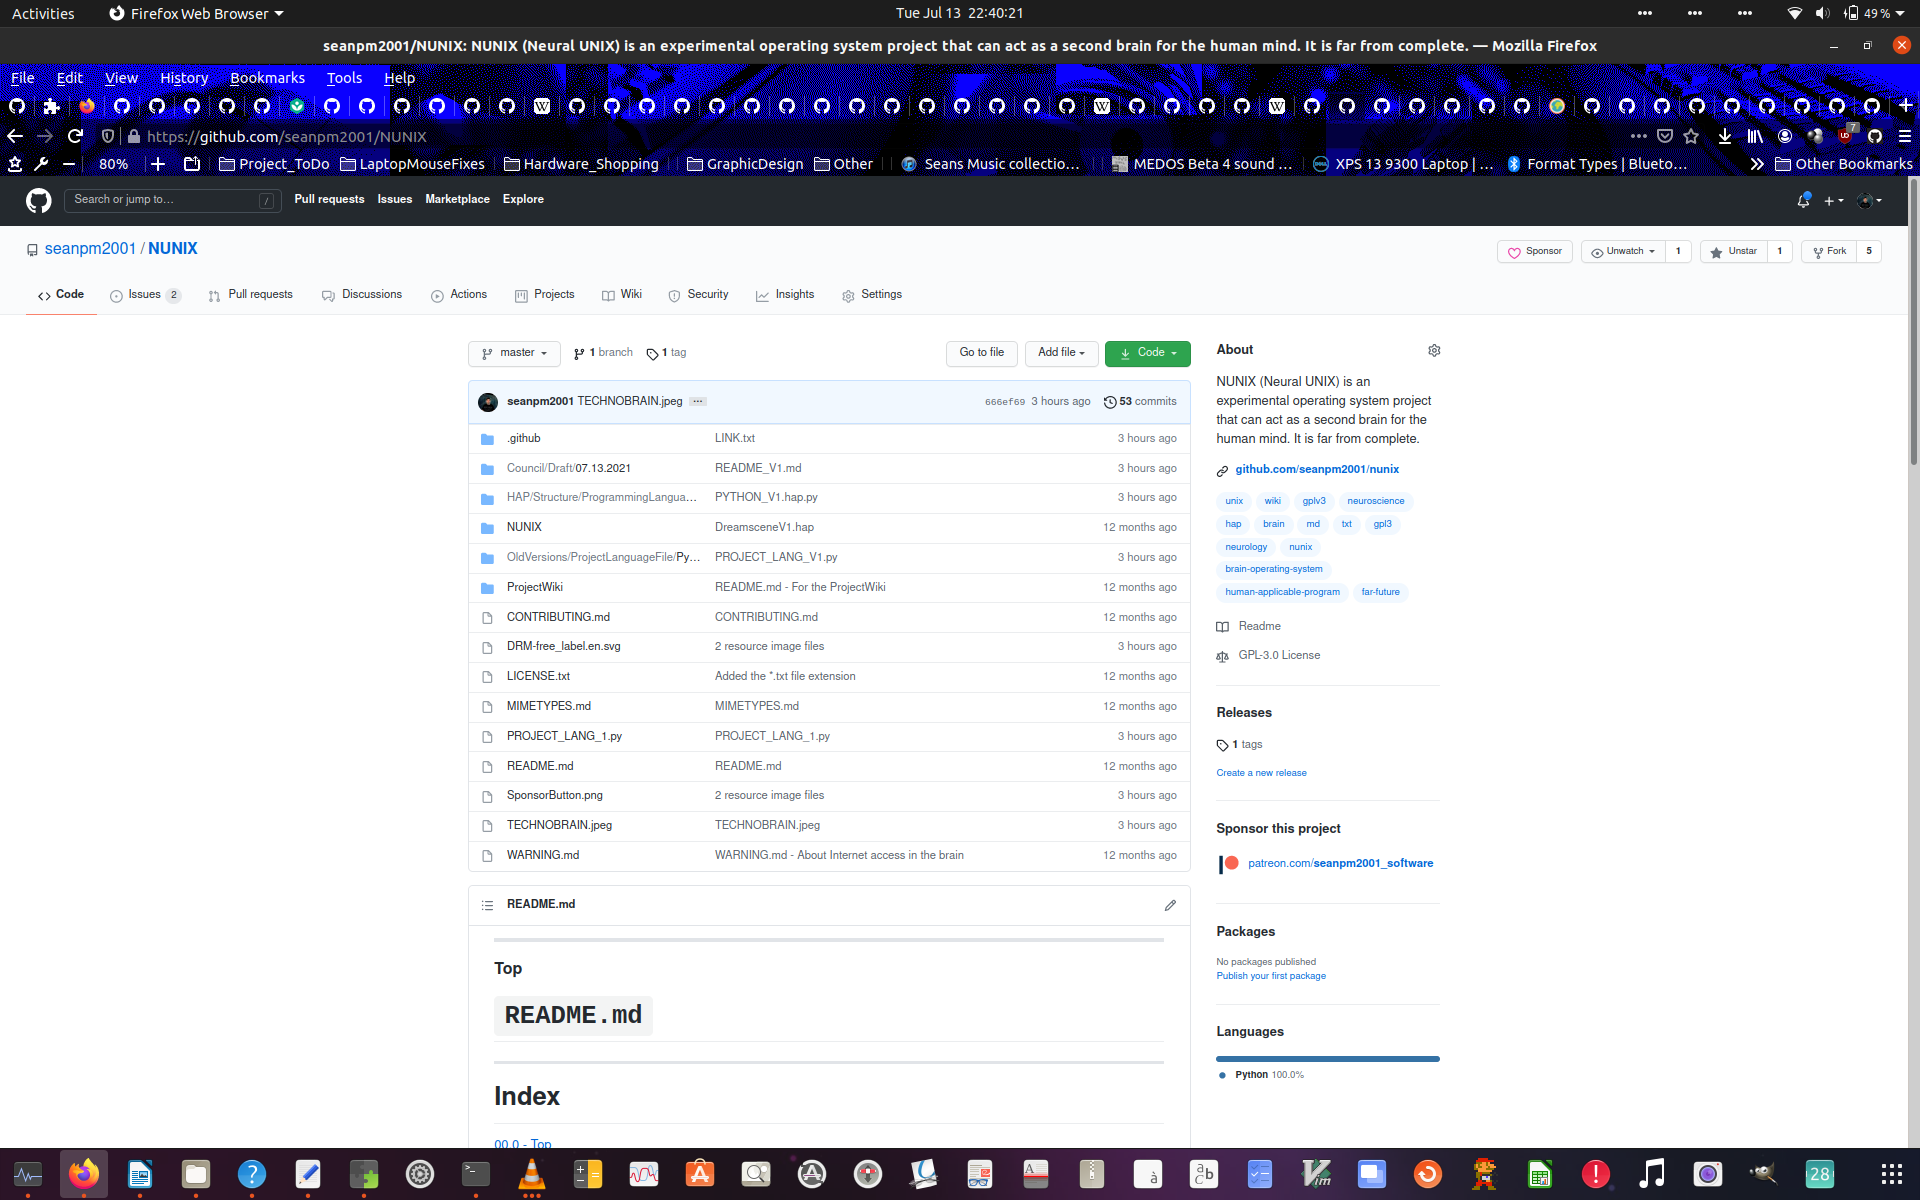 Activities Firefox Web Browser Tue Jul 13 22:40:21 49 %
seanpm2001/NUNIX: NUNIX (Neural UNIX) is an experimental operating system project that can act as a second brain for the human mind. It is far from complete. — Mozilla Firefox
File Edit View History Bookmarks Tools Help
https://github.com/seanpm2001/NUNIX 7
80% Project_ToDo LaptopMouseFixes Hardware_Shopping GraphicDesign Other Seans Music collectio… MEDOS Beta 4 sound … XPS 13 9300 Laptop | … Format Types | Blueto… Other Bookmarks
Search or jump to… / Pull requests Issues Marketplace Explore
seanpm2001 / NUNIX Sponsor Unwatch 1 Unstar 1 Fork 5
Code Issues 2 Pull requests Discussions Actions Projects Wiki Security Insights Settings
master 1 branch 1 tag Go to file Add file Code
seanpm2001 TECHNOBRAIN.jpeg ... 666ef69 3 hours ago 53 commits
.github LINK.txt 3 hours ago
Council/Draft/07.13.2021 README_V1.md 3 hours ago
HAP/Structure/ProgrammingLangua… PYTHON_V1.hap.py 3 hours ago
NUNIX DreamsceneV1.hap 12 months ago
OldVersions/ProjectLanguageFile/Py… PROJECT_LANG_V1.py 3 hours ago
ProjectWiki README.md - For the ProjectWiki 12 months ago
CONTRIBUTING.md CONTRIBUTING.md 12 months ago
DRM-free_label.en.svg 2 resource image files 3 hours ago
LICENSE.txt Added the *.txt file extension 12 months ago
MIMETYPES.md MIMETYPES.md 12 months ago
PROJECT_LANG_1.py PROJECT_LANG_1.py 3 hours ago
README.md README.md 12 months ago
SponsorButton.png 2 resource image files 3 hours ago
TECHNOBRAIN.jpeg TECHNOBRAIN.jpeg 3 hours ago
WARNING.md WARNING.md - About Internet access in the brain 12 months ago
README.md
Top
README.md
Index
00.0 - Top
About
NUNIX (Neural UNIX) is an
experimental operating system project
that can act as a second brain for the
human mind. It is far from complete.
github.com/seanpm2001/nunix
unix wiki gplv3 neuroscience
hap brain md txt gpl3
neurology nunix
brain-operating-system
human-applicable-program far-future
Readme
GPL-3.0 License
Releases
1 tags
Create a new release
Sponsor this project
patreon.com/seanpm2001_software
Packages
No packages published
Publish your first package
Languages
Python 100.0%
28